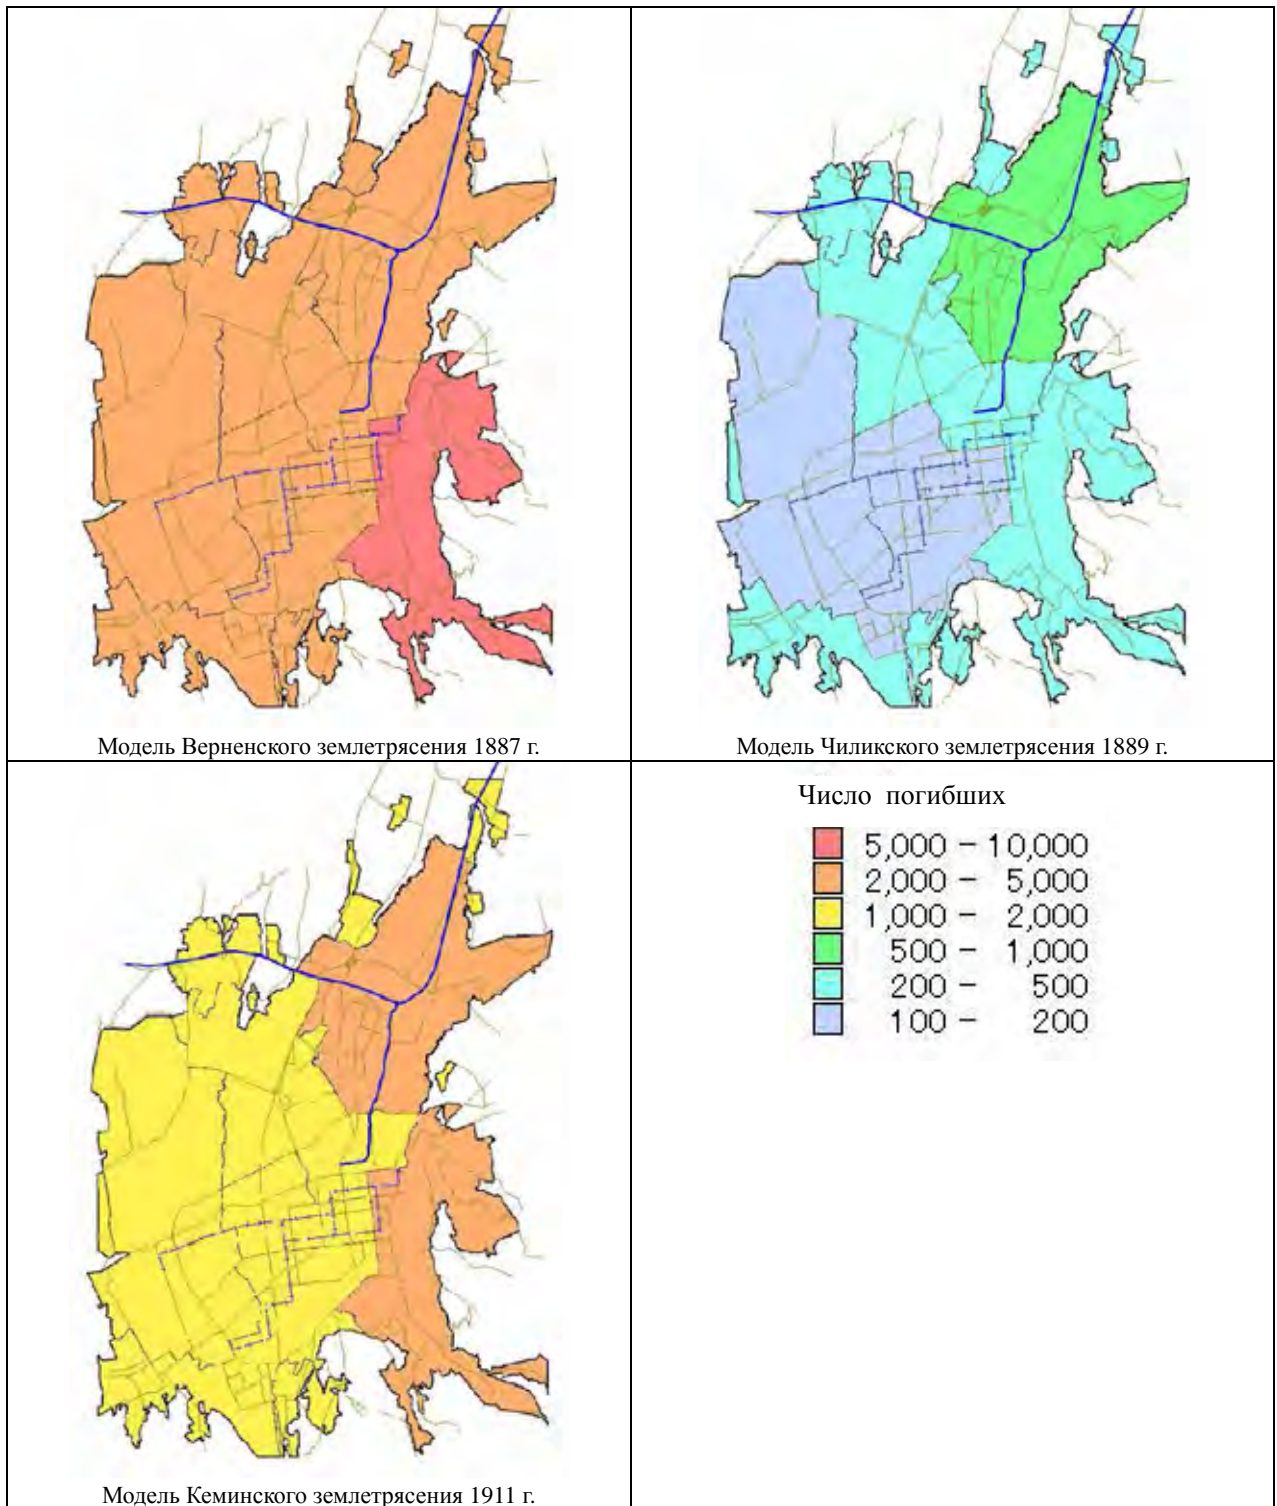 Модель Верненского землетрясения 1887 г.
Модель Чиликского землетрясения 1889 г.
Число погибших
5,000 – 10,000
2,000 – 5,000
1,000 – 2,000
500 – 1,000
200 – 500
100 – 200
Модель Кеминского землетрясения 1911 г.